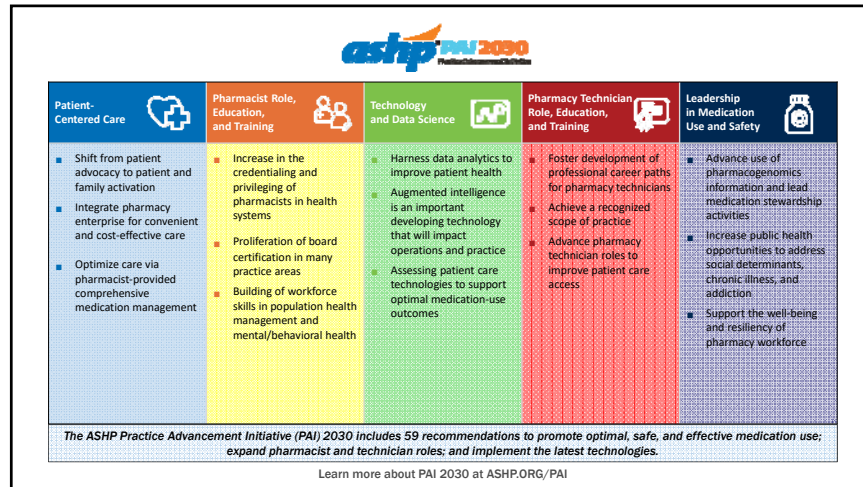 ashp PAI 2030
Patient-
Centered Care
Pharmacist Role,
Education,
and Training
Technology
and Data Science
Pharmacy Technician
Role, Education,
and Training
Leadership
in Medication
Use and Safety
Shift from patient
advocacy to patient and
family activation
Integrate pharmacy
enterprise for convenient
and cost-effective care
Optimize care via
pharmacist-provided
comprehensive
medication management
Increase in the
credentialing and
privileging of
pharmacists in health
systems
Proliferation of board
certification in many
practice areas
Building of workforce
skills in population health
management and
mental/behavioral health
Harness data analytics to
improve patient health
Augmented intelligence
is an important
developing technology
that will impact
operations and practice
Assessing patient care
technologies to support
optimal medication-use
outcomes
Foster development of
professional career paths
for pharmacy technicians
Achieve a recognized
scope of practice
Advance pharmacy
technician roles to
improve patient care
access
Advance use of
pharmacogenomics
information and lead
medication stewardship
activities
Increase public health
opportunities to address
social determinants,
chronic illness, and
addiction
Support the well-being
and resiliency of
pharmacy workforce
The ASHP Practice Advancement Initiative (PAI) 2030 includes 59 recommendations to promote optimal, safe, and effective medication use;
expand pharmacist and technician roles; and implement the latest technologies.
Learn more about PAI 2030 at ASHP.ORG/PAI